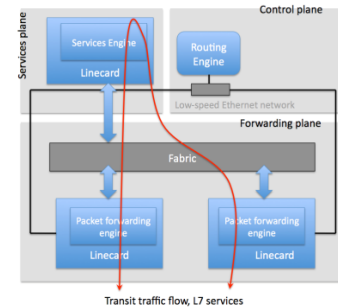 Control plane
Services plane
Services Engine
Linecard
Routing
Engine
Low-speed Ethernet network
Forwarding plane
Fabric
Packet forwarding
engine
Linecard
Packet forwarding
engine
Linecard
Transit traffic flow, L7 services